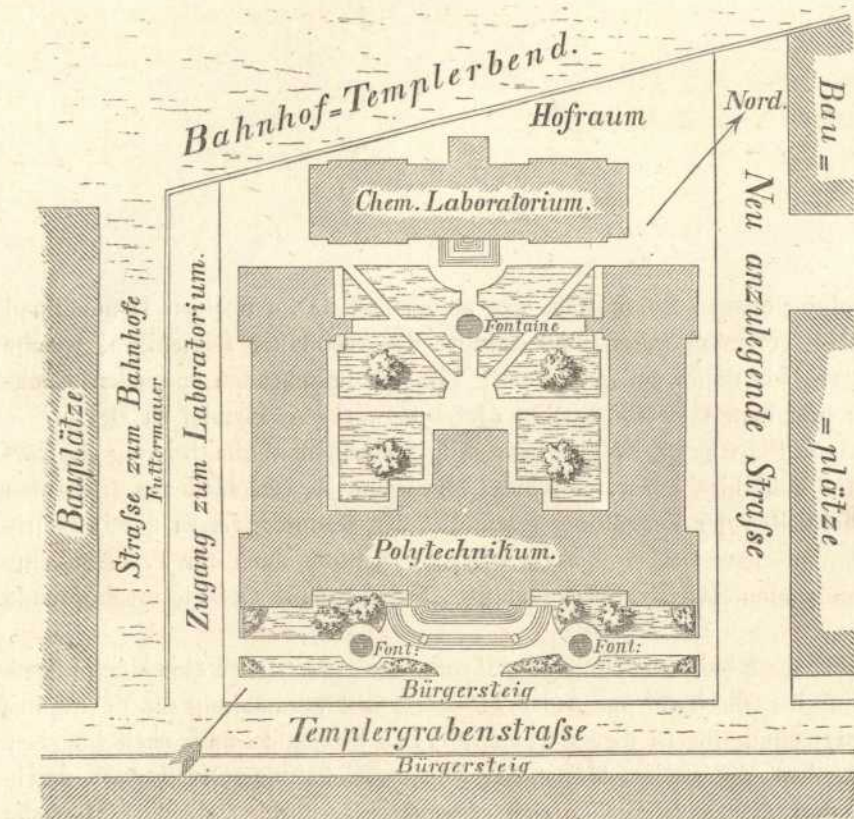 Bahnhof=Templerbend.
Hofraum
Nord.
Bau=
Chem. Laboratorium.
Neu anzulegende Straſse
Fontaine
Bauplätze
Straſse zum Bahnhofe
Futtermauer
Zugang zum Laboratorium.
=plätze
Polytechnikum.
Font:
Font:
Bürgersteig
Templergrabenstraſse
Bürgersteig